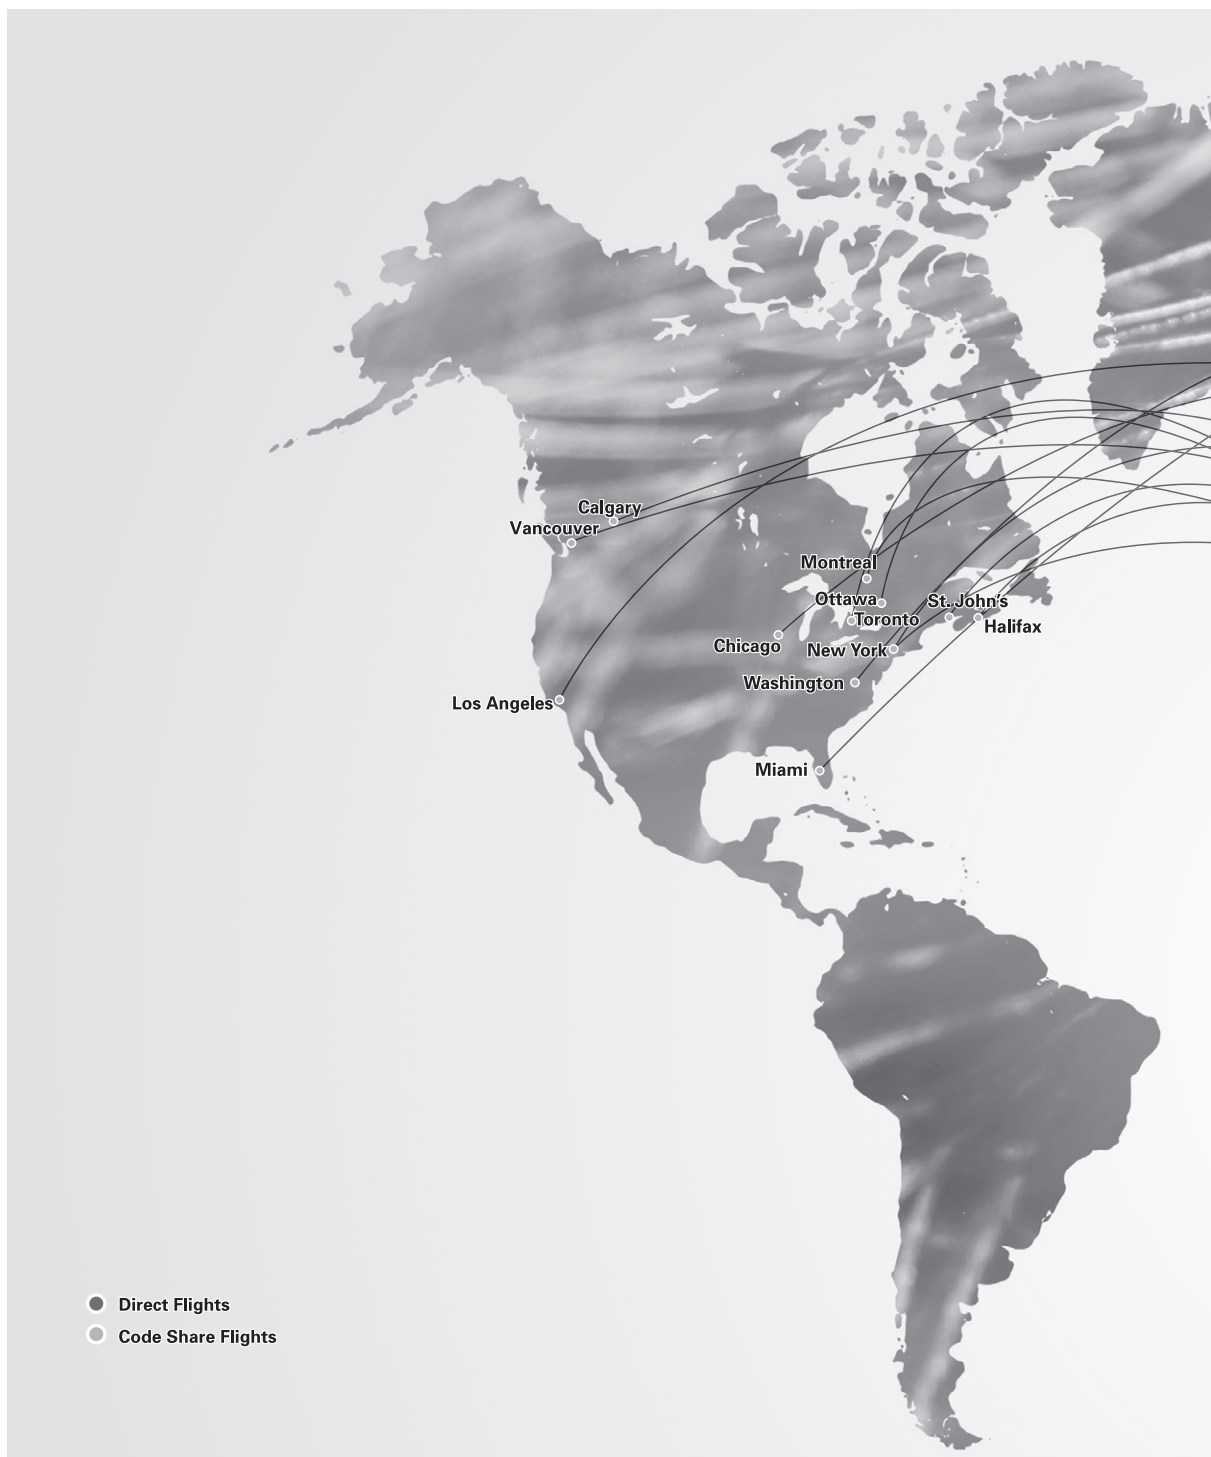 Calgary
Vancouver
Montreal
Ottawa
St. John's
Toronto
Halifax
Chicago
New York
Washington
Los Angeles
Miami
Direct Flights
Code Share Flights